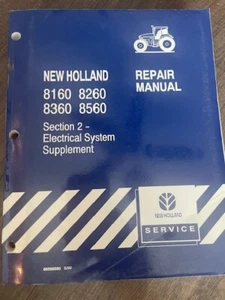 NEW HOLLAND
8160 8260
8360 8560
Section 2 -
Electrical System
Supplement
REPAIR
MANUAL
NEW HOLLAND
SERVICE